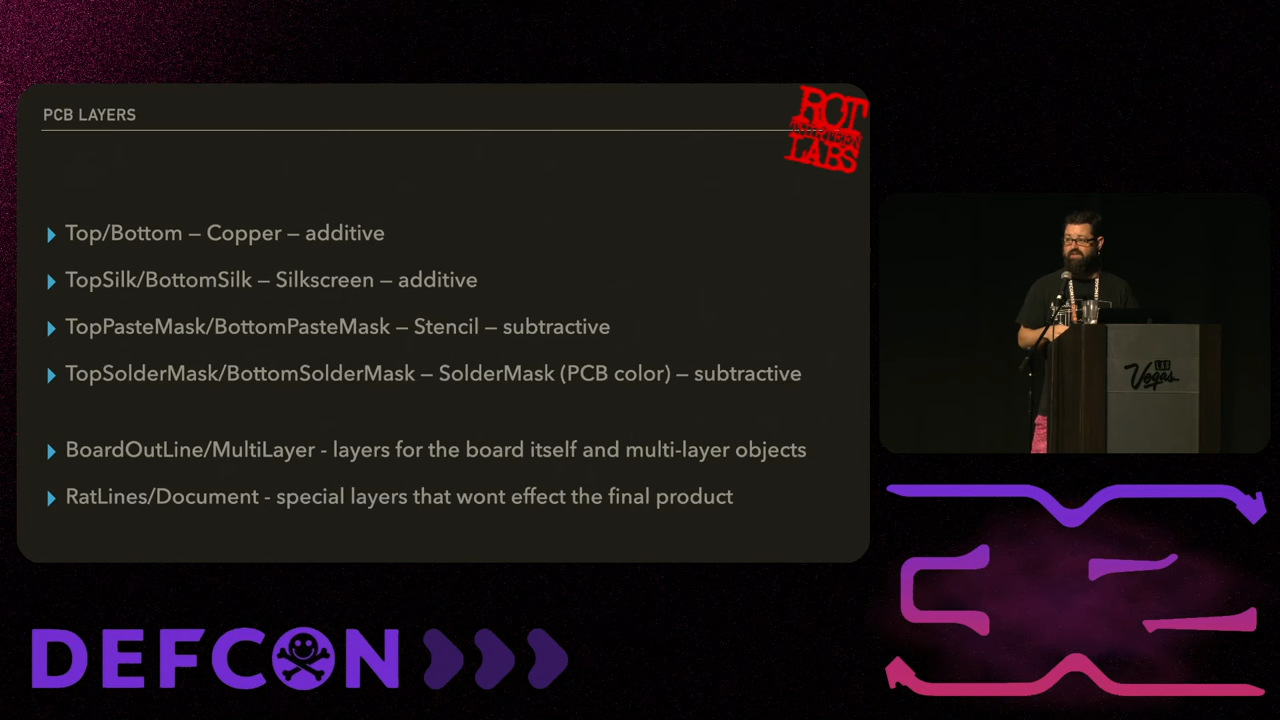 PCB LAYERS
ROT
THIRTEEN
LABS
Top/Bottom – Copper – additive
TopSilk/BottomSilk – Silkscreen – additive
TopPasteMask/BottomPasteMask – Stencil – subtractive
TopSolderMask/BottomSolderMask – SolderMask (PCB color) – subtractive
BoardOutLine/MultiLayer - layers for the board itself and multi-layer objects
RatLines/Document - special layers that wont effect the final product
LAS
Vegas
DEFCON